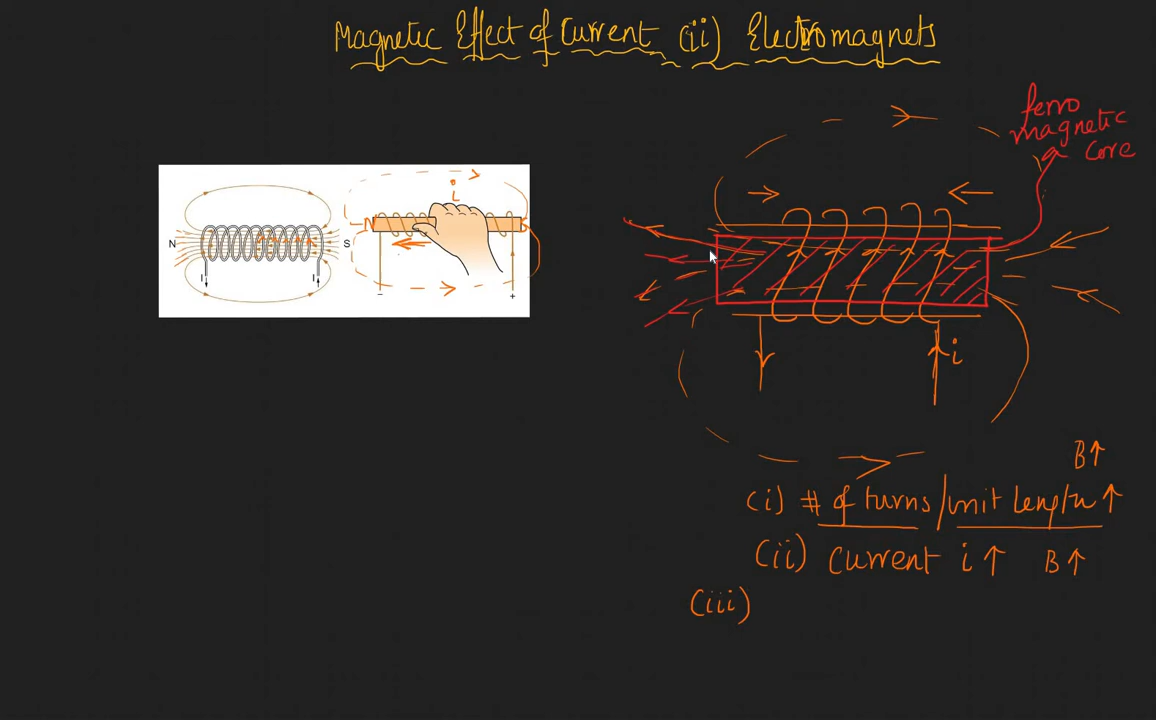 Magnetic Effect of Current (ii) Electromagnets
ferro
magnetic
core
i
N
S
I
I
N
S
-
+
i
B↑
(i) # of turns/unit length ↑
(ii) Current i ↑ B↑
(iii)